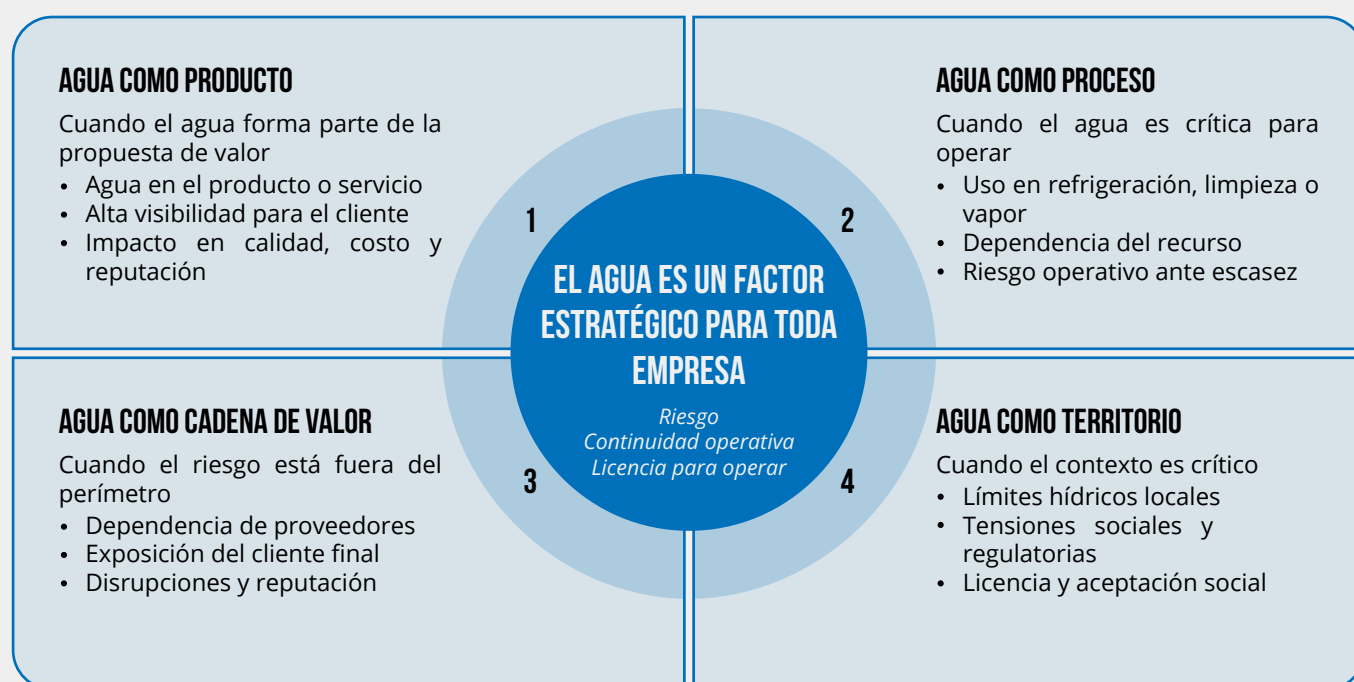 AGUA COMO PRODUCTO
Cuando el agua forma parte de la
propuesta de valor
• Agua en el producto o servicio
• Alta visibilidad para el cliente
• Impacto en calidad, costo y
reputación
1
AGUA COMO PROCESO
Cuando el agua es crítica para
operar
• Uso en refrigeración, limpieza o
vapor
• Dependencia del recurso
• Riesgo operativo ante escasez
2
EL AGUA ES UN FACTOR
ESTRATÉGICO PARA TODA
EMPRESA
Riesgo
Continuidad operativa
Licencia para operar
AGUA COMO CADENA DE VALOR
Cuando el riesgo está fuera del
perímetro
• Dependencia de proveedores
• Exposición del cliente final
• Disrupciones y reputación
3
AGUA COMO TERRITORIO
Cuando el contexto es crítico
• Límites hídricos locales
• Tensiones sociales y
regulatorias
• Licencia y aceptación social
4